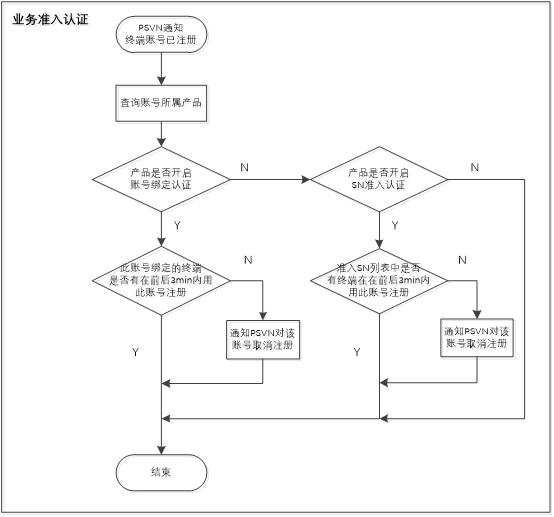 业务准入认证
PSVN通知
终端账号已注册
查询账号所属产品
产品是否开启
账号绑定认证
N
产品是否开启
SN准入认证
N
Y
Y
此账号绑定的终端
是否有在前后3min内用
此账号注册
N
准入SN列表中是否
有终端在在前后3min内
用此账号注册
N
通知PSVN对该
账号取消注册
通知PSVN对该
账号取消注册
Y
Y
结束